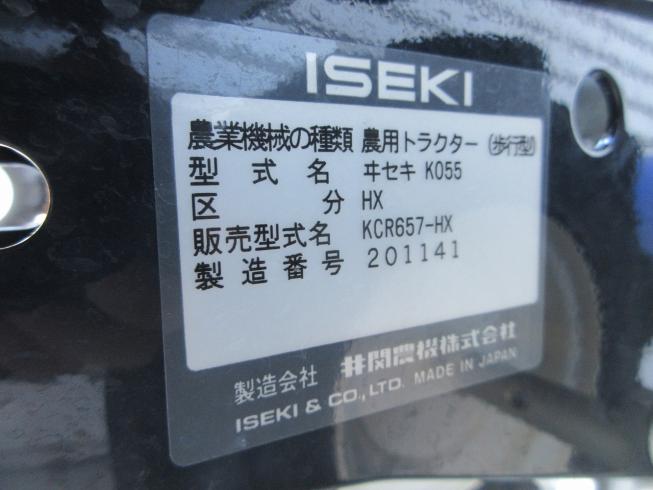 ISEKI
農業機械の種類 農用トラクター(歩行型)
型式名 ヰセキ KO55
区分 HX
販売型式名 KCR657-HX
製造番号 201141
製造会社 井関農機株式会社
ISEKI & CO., LTD. MADE IN JAPAN